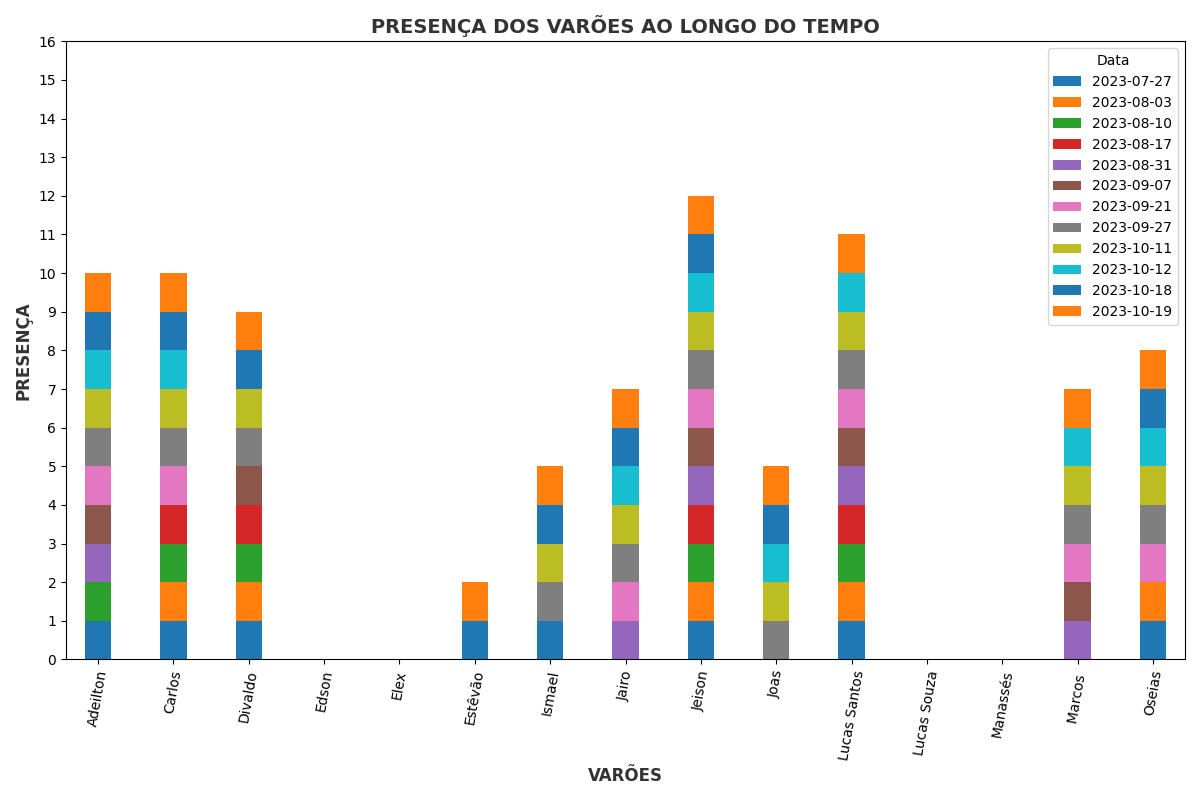 PRESENÇA DOS VARÕES AO LONGO DO TEMPO
PRESENÇA
16
15
14
13
12
11
10
9
8
7
6
5
4
3
2
1
0
Data
2023-07-27
2023-08-03
2023-08-10
2023-08-17
2023-08-31
2023-09-07
2023-09-21
2023-09-27
2023-10-11
2023-10-12
2023-10-18
2023-10-19
Adeilton
Carlos
Divaldo
Edson
Elex
Estêvão
Ismael
Jairo
Jeison
Joas
Lucas Santos
Lucas Souza
Manassés
Marcos
Oseias
VARÕES